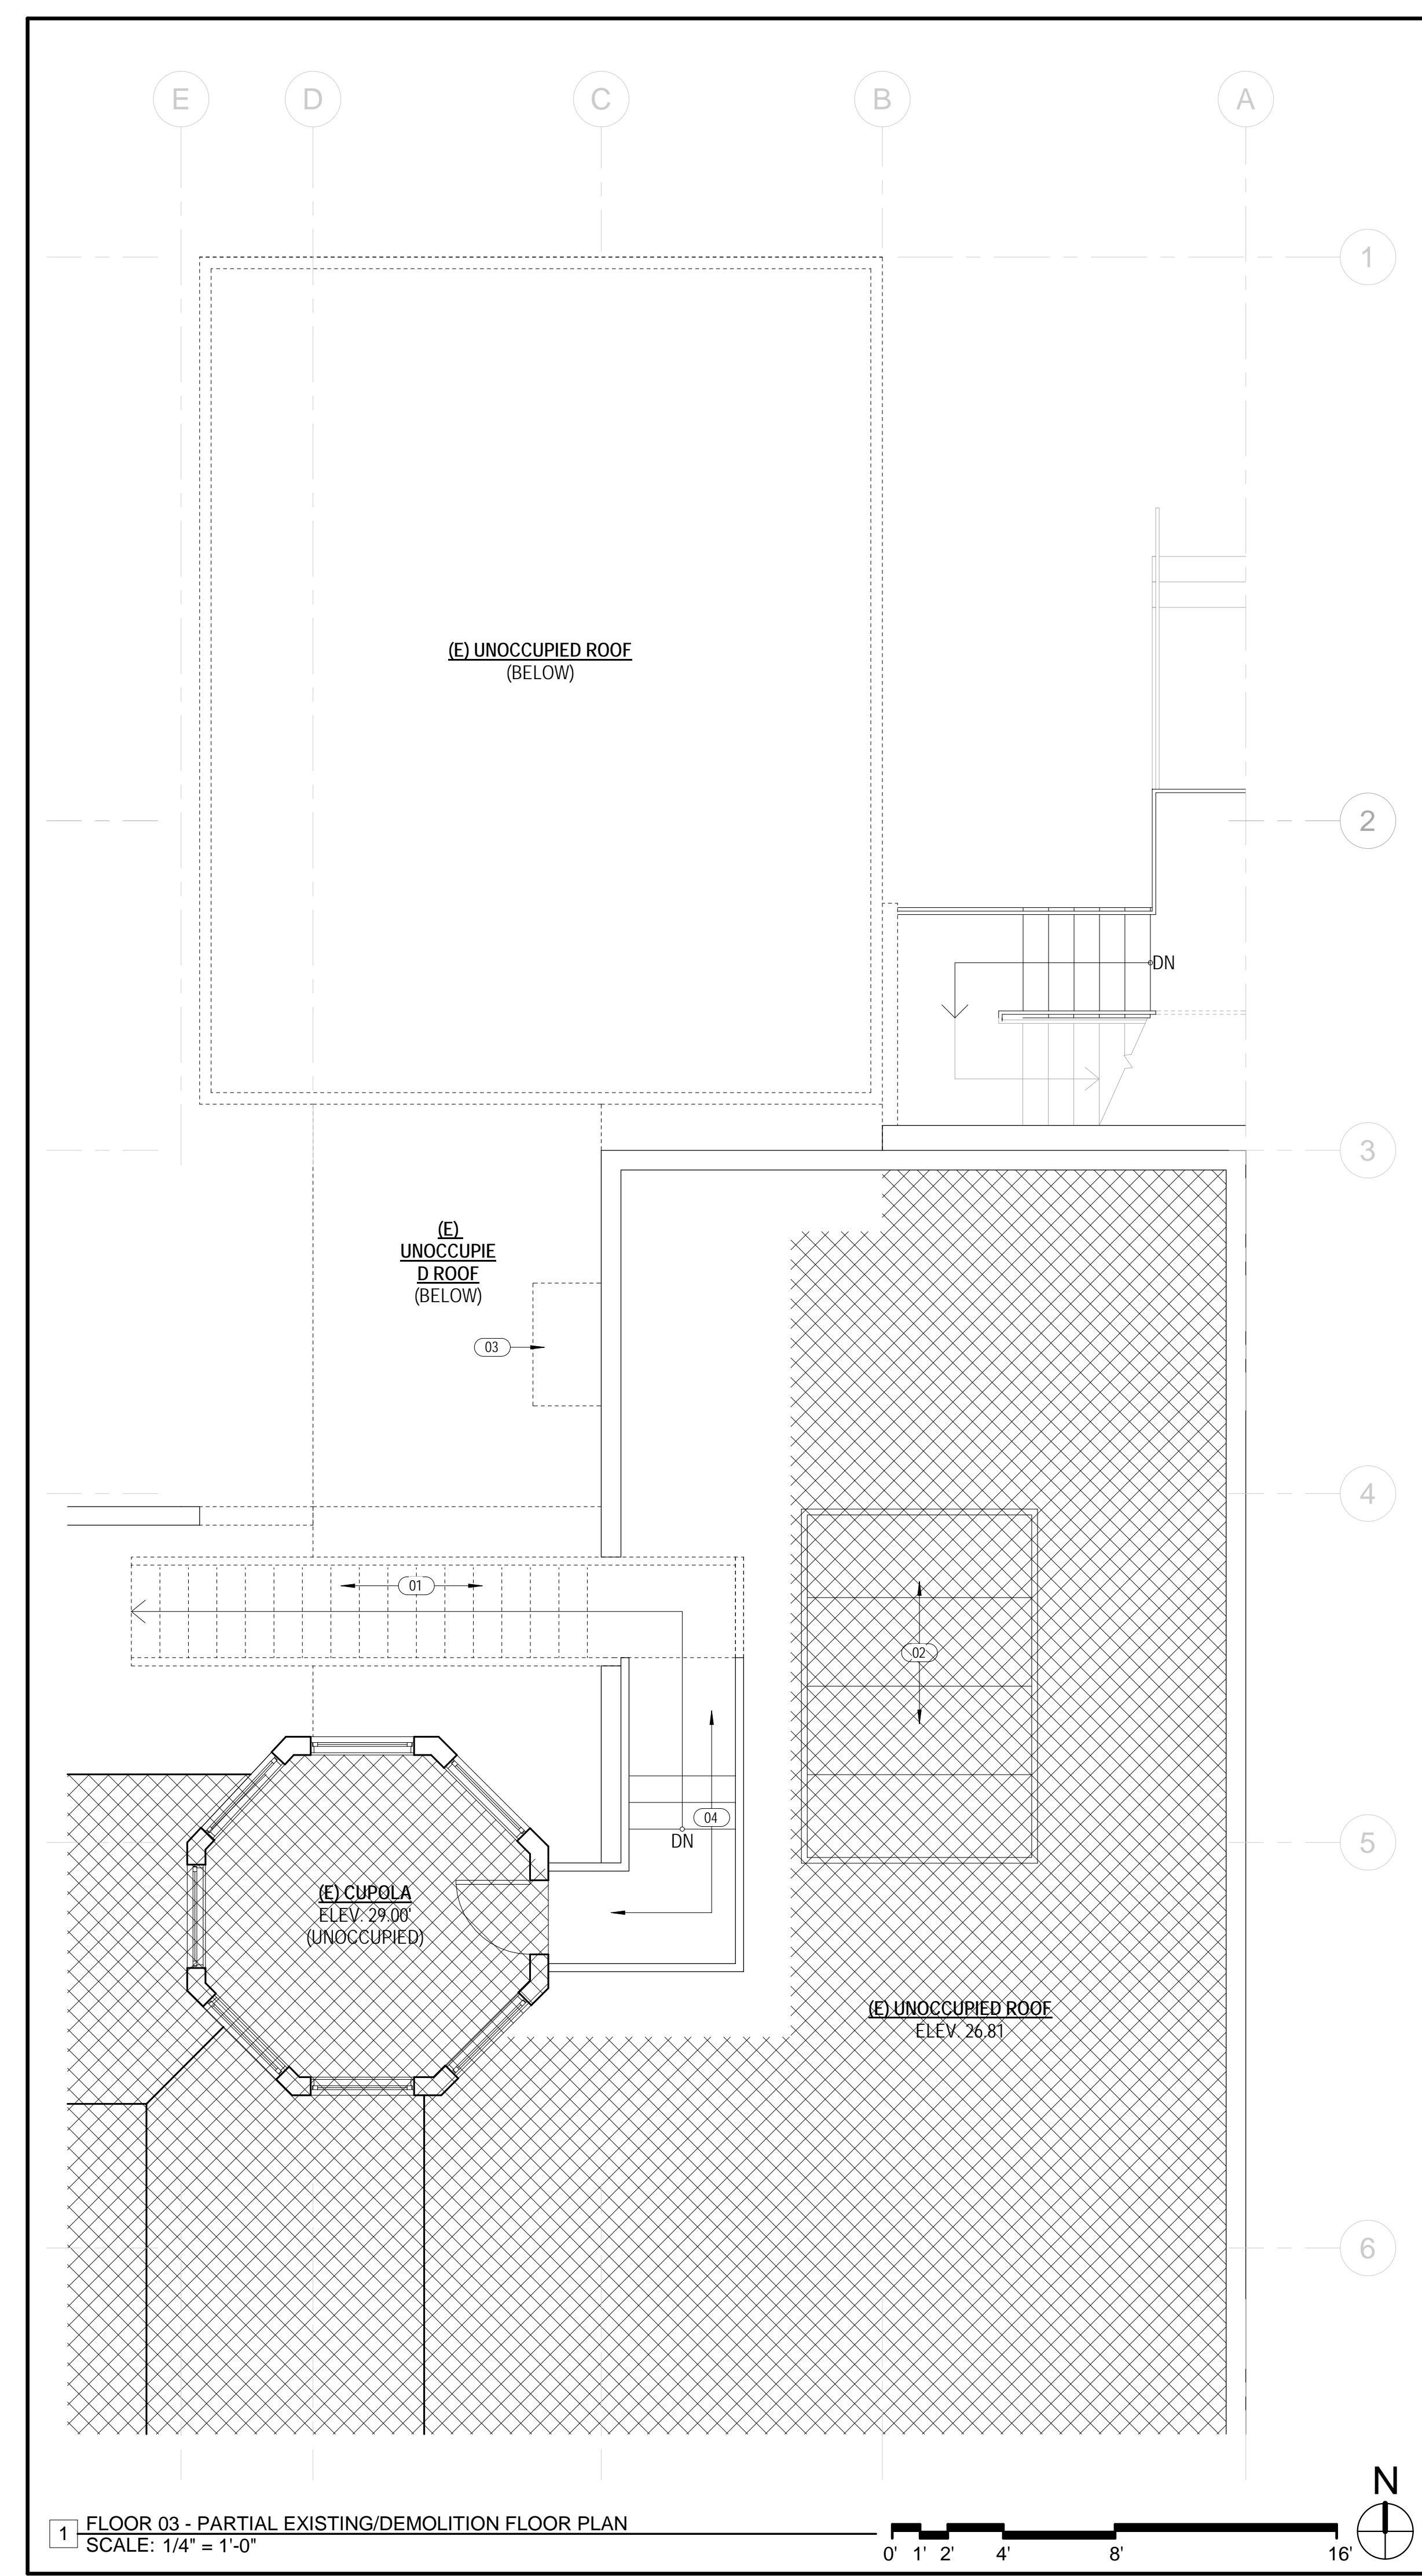 E D C B A
1
(E) UNOCCUPIED ROOF
(BELOW)
2
DN
3
(E)
UNOCCUPIE
D ROOF
(BELOW)
03
4
01
02
04
DN
5
(E) CUPOLA
ELEV. 29.00'
(UNOCCUPIED)
(E) UNOCCUPIED ROOF
ELEV. 26.81
6
N
1 FLOOR 03 - PARTIAL EXISTING/DEMOLITION FLOOR PLAN
SCALE: 1/4" = 1'-0"
0' 1' 2' 4' 8' 16'